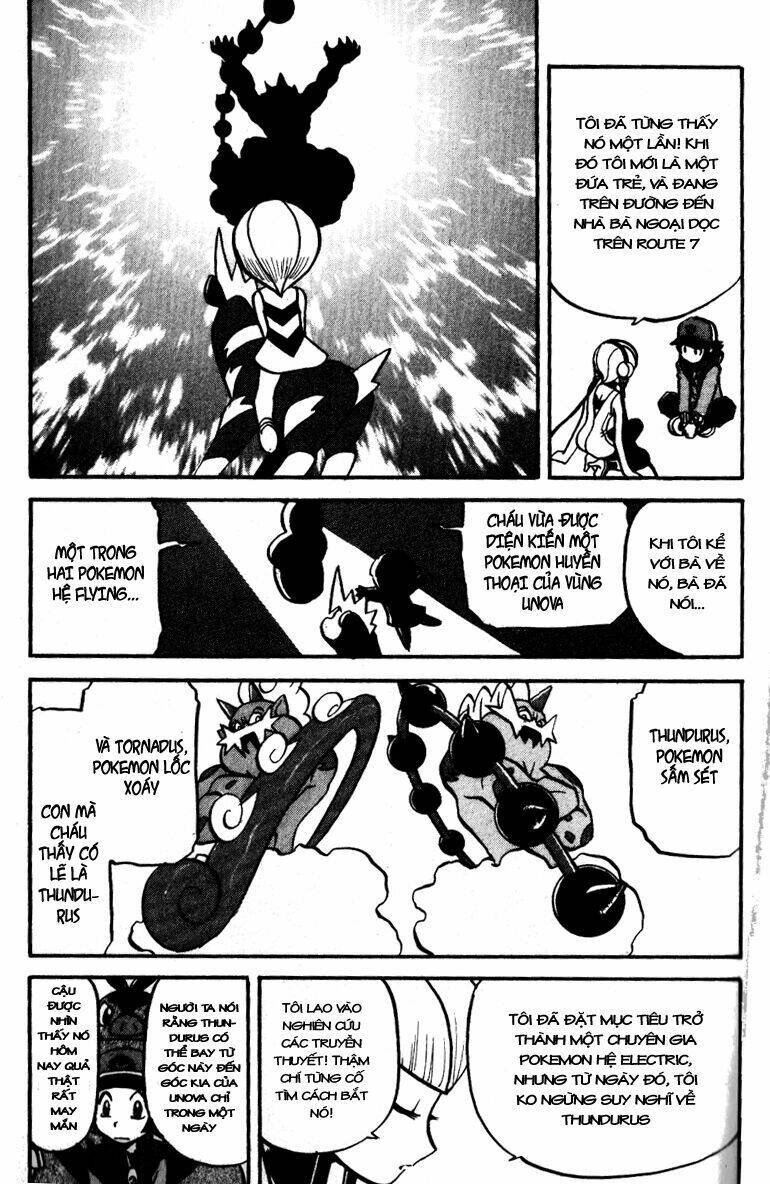 TÔI ĐÃ TỪNG THẤY
NÓ MỘT LẦN! KHI
ĐÓ TÔI MỚI LÀ MỘT
ĐỨA TRẺ, VÀ ĐANG
TRÊN ĐƯỜNG ĐẾN
NHÀ BÀ NGOẠI DỌC
TRÊN ROUTE 7
KHI TÔI KỂ
VỚI BÀ VỀ
NÓ, BÀ ĐÃ
NÓI...
CHÁU VỪA ĐƯỢC
DIỆN KIẾN MỘT
POKEMON HUYỀN
THOẠI CỦA VÙNG
UNOVA
MỘT TRONG
HAI POKEMON
HỆ FLYING...
THUNDURUS,
POKEMON
SẤM SÉT
VÀ TORNADUS,
POKEMON LỐC
XOÁY
CON MÀ
CHÁU
THẤY CÓ
LẼ LÀ
THUNDU-
RUS
TÔI ĐÃ ĐẶT MỤC TIÊU TRỞ
THÀNH MỘT CHUYÊN GIA
POKEMON HỆ ELECTRIC,
NHƯNG TỪ NGÀY ĐÓ, TÔI
KO NGỪNG SUY NGHĨ VỀ
THUNDURUS
TÔI LAO VÀO
NGHIÊN CỨU
CÁC TRUYỀN
THUYẾT! THẬM
CHÍ TỪNG CỐ
TÌM CÁCH BẮT
NÓ!
NGƯỜI TA NÓI
RẰNG THUN-
DURUS CÓ
THỂ BAY TỪ
GÓC NÀY ĐẾN
GÓC KIA CỦA
UNOVA CHỈ
TRONG MỘT
NGÀY
CẬU ĐƯỢC
NHÌN
THẤY NÓ
HÔM
NAY QUẢ
THẬT
RẤT
MAY
MẮN